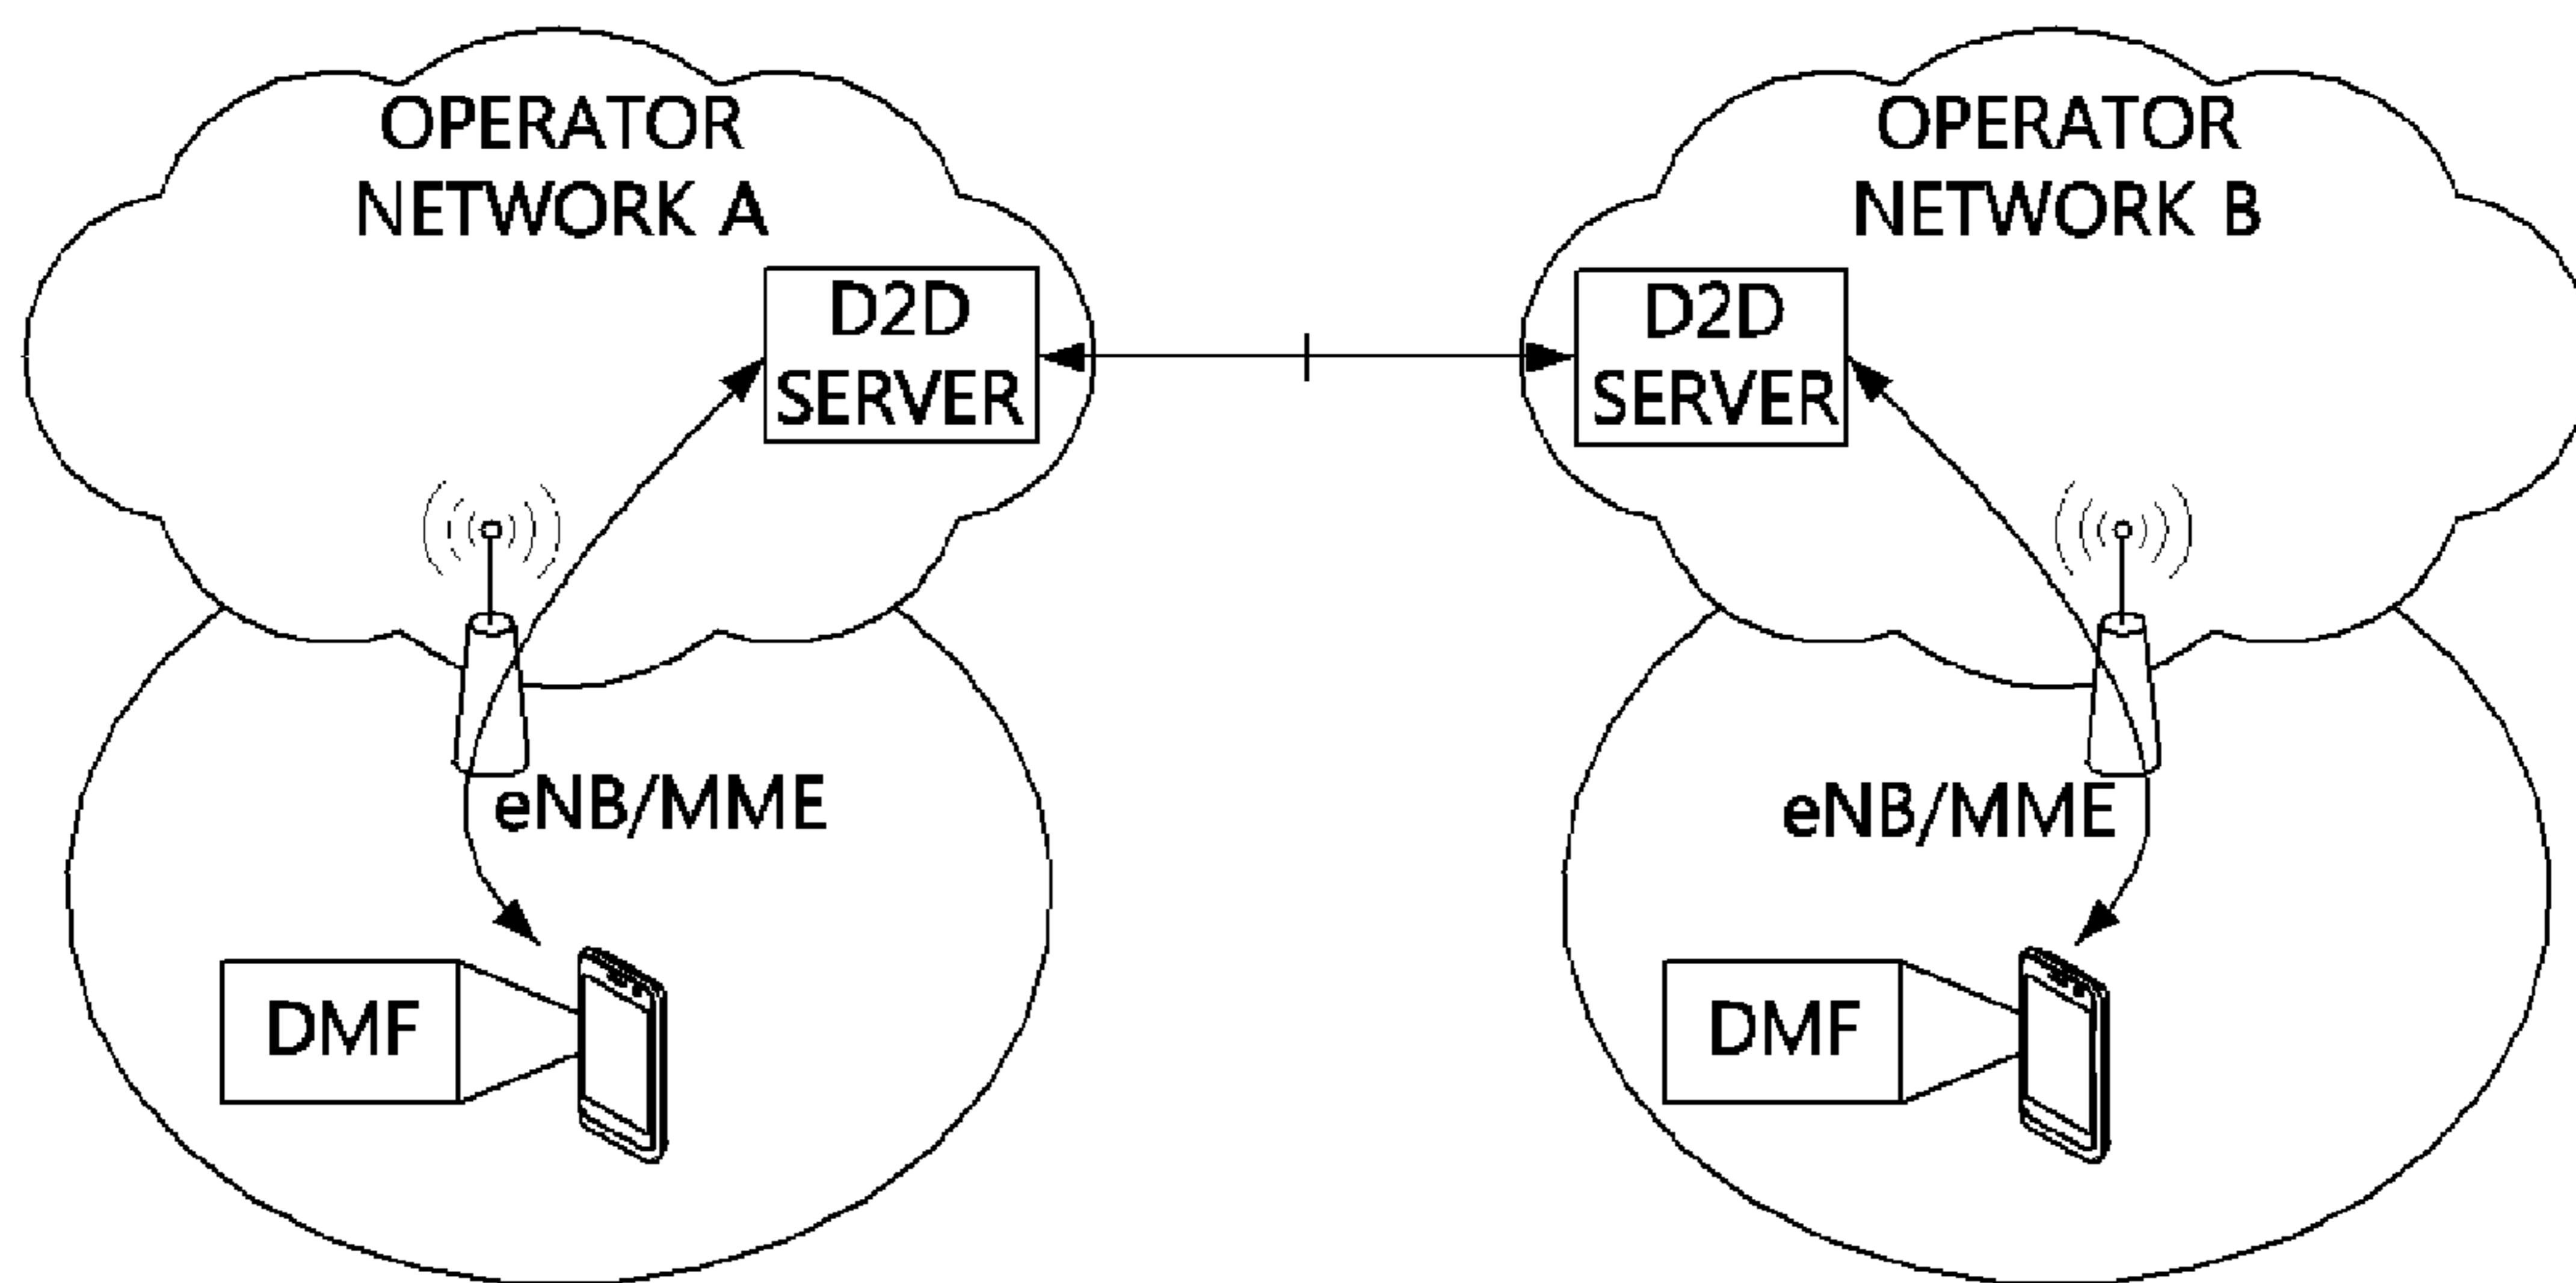 OPERATOR
NETWORK A
D2D
SERVER
eNB/MME
DMF
OPERATOR
NETWORK B
D2D
SERVER
eNB/MME
DMF